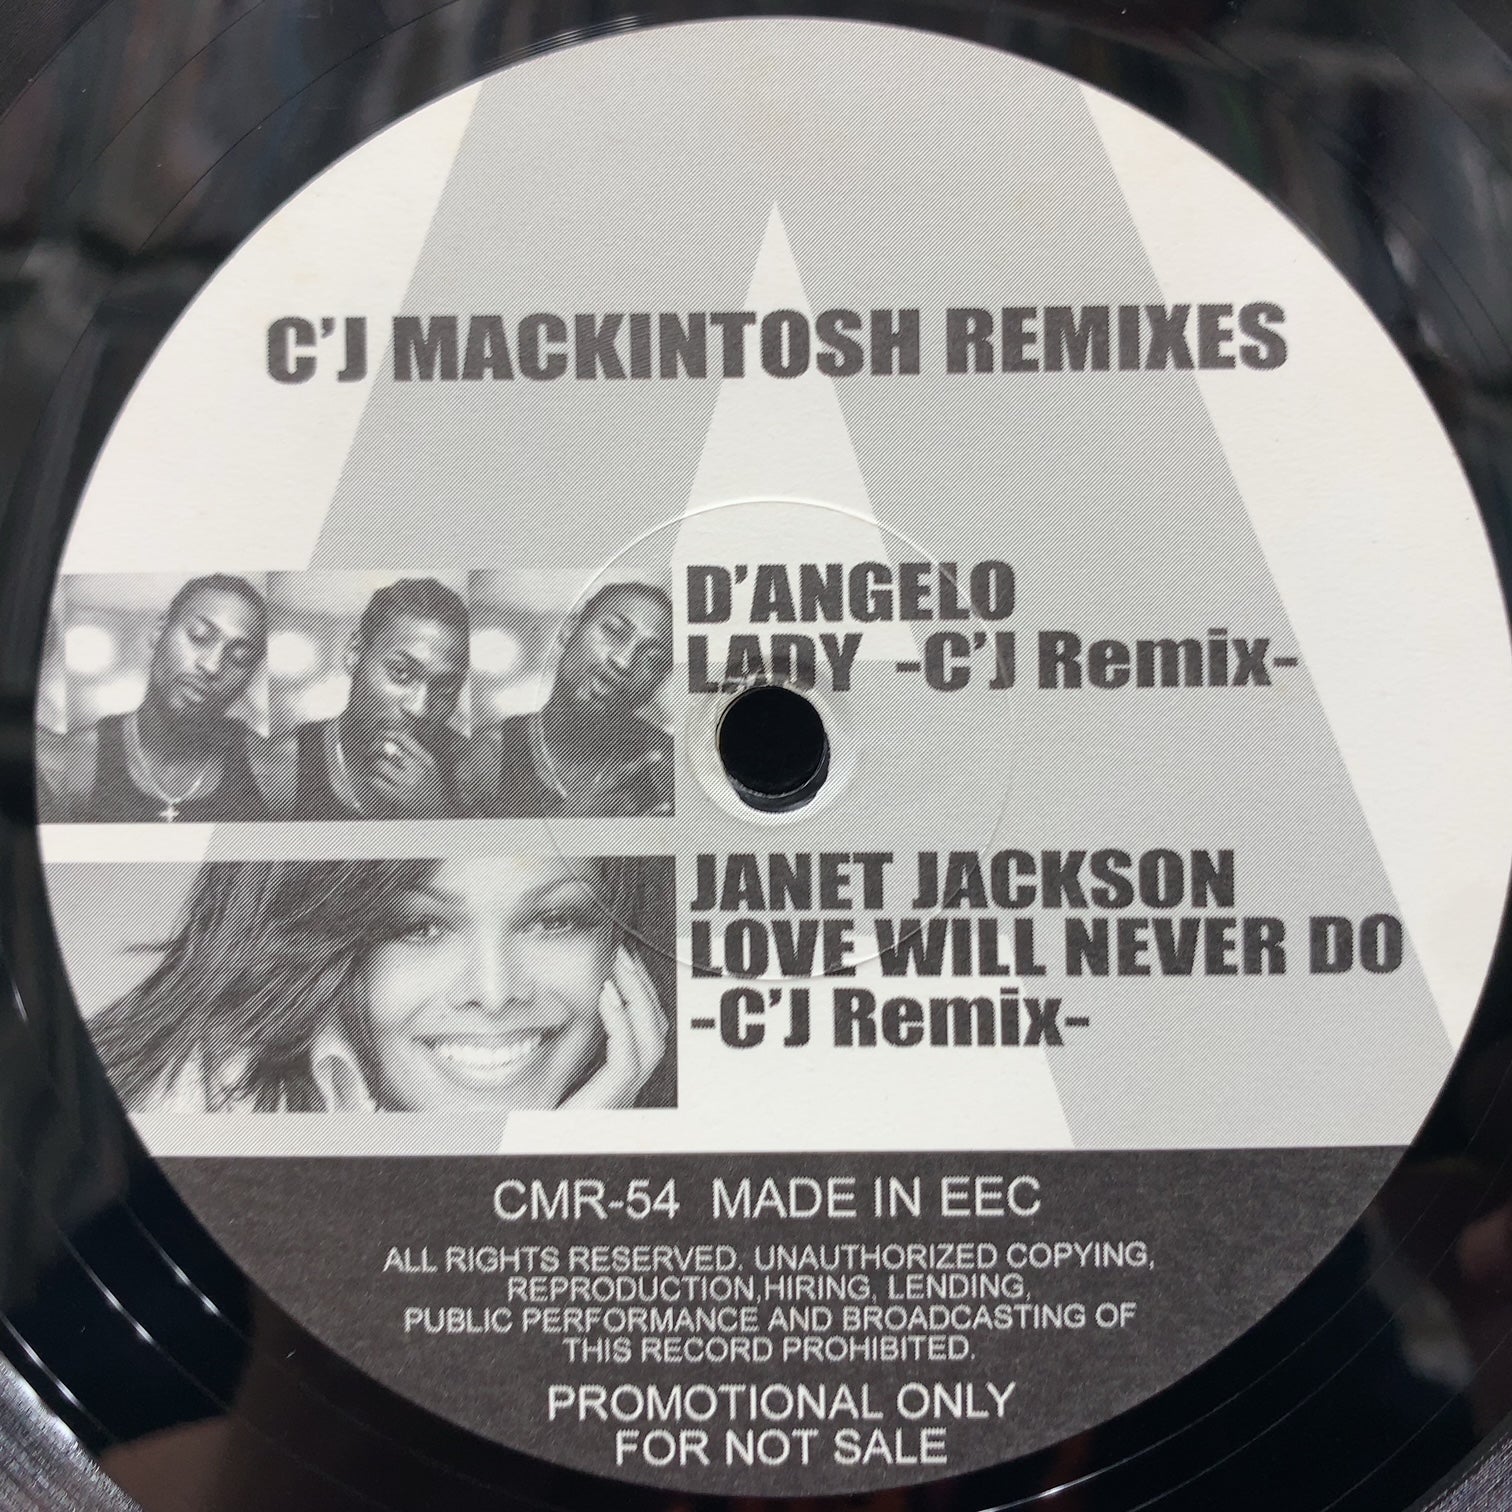 C'J MACKINTOSH REMIXES
D'ANGELO
LADY -C'J Remix-
JANET JACKSON
LOVE WILL NEVER DO
-C'J Remix-
CMR-54 MADE IN EEC
ALL RIGHTS RESERVED. UNAUTHORIZED COPYING,
REPRODUCTION,HIRING, LENDING,
PUBLIC PERFORMANCE AND BROADCASTING OF
THIS RECORD PROHIBITED.
PROMOTIONAL ONLY
FOR NOT SALE